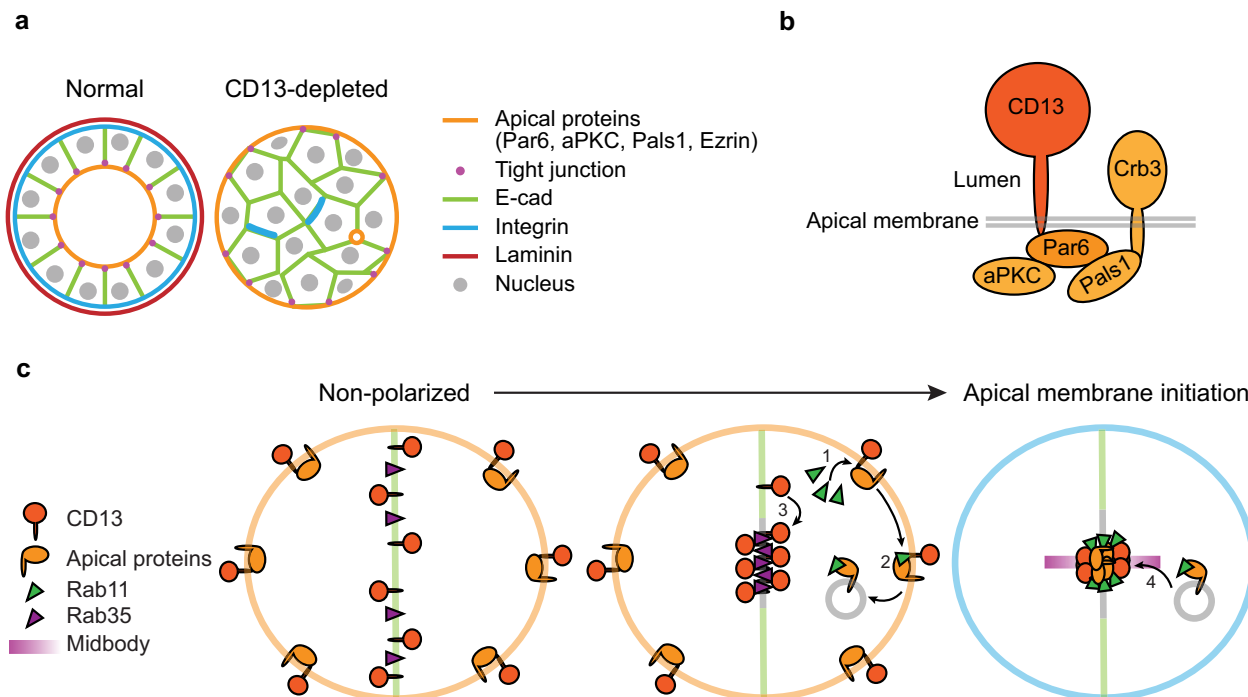 a
Normal
CD13-depleted
Apical proteins
(Par6, aPKC, Pals1, Ezrin)
Tight junction
E-cad
Integrin
Laminin
Nucleus
b
CD13
Crb3
Lumen
Apical membrane
Par6
aPKC
Pals1
c
Non-polarized
Apical membrane initiation
CD13
Apical proteins
Rab11
Rab35
Midbody
1
2
3
4